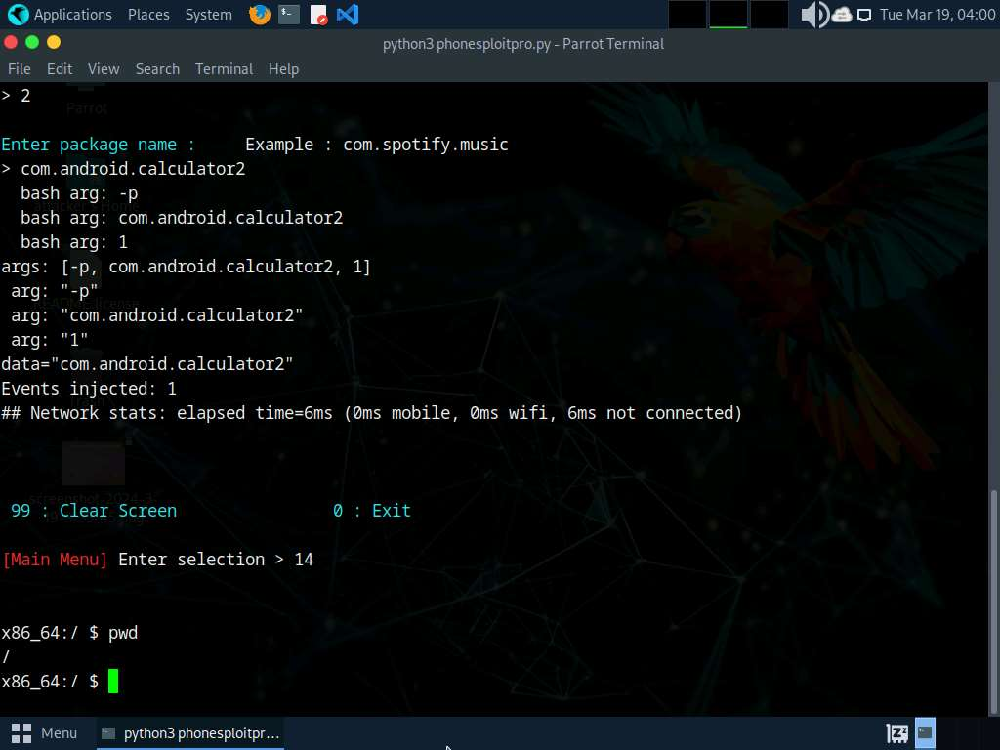 Applications Places System Tue Mar 19, 04:00
python3 phonesploitpro.py - Parrot Terminal
File Edit View Search Terminal Help
> 2
Parrot
Enter package name : Example : com.spotify.music
> com.android.calculator2
bash arg: -p
bash arg: com.android.calculator2
bash arg: 1
args: [-p, com.android.calculator2, 1]
arg: "-p"
arg: "com.android.calculator2"
arg: "1"
data="com.android.calculator2"
Events injected: 1
## Network stats: elapsed time=6ms (0ms mobile, 0ms wifi, 6ms not connected)
99 : Clear Screen 0 : Exit
[Main Menu] Enter selection > 14
x86_64:/ $ pwd
/
x86_64:/ $
Menu python3 phonesploitpr...